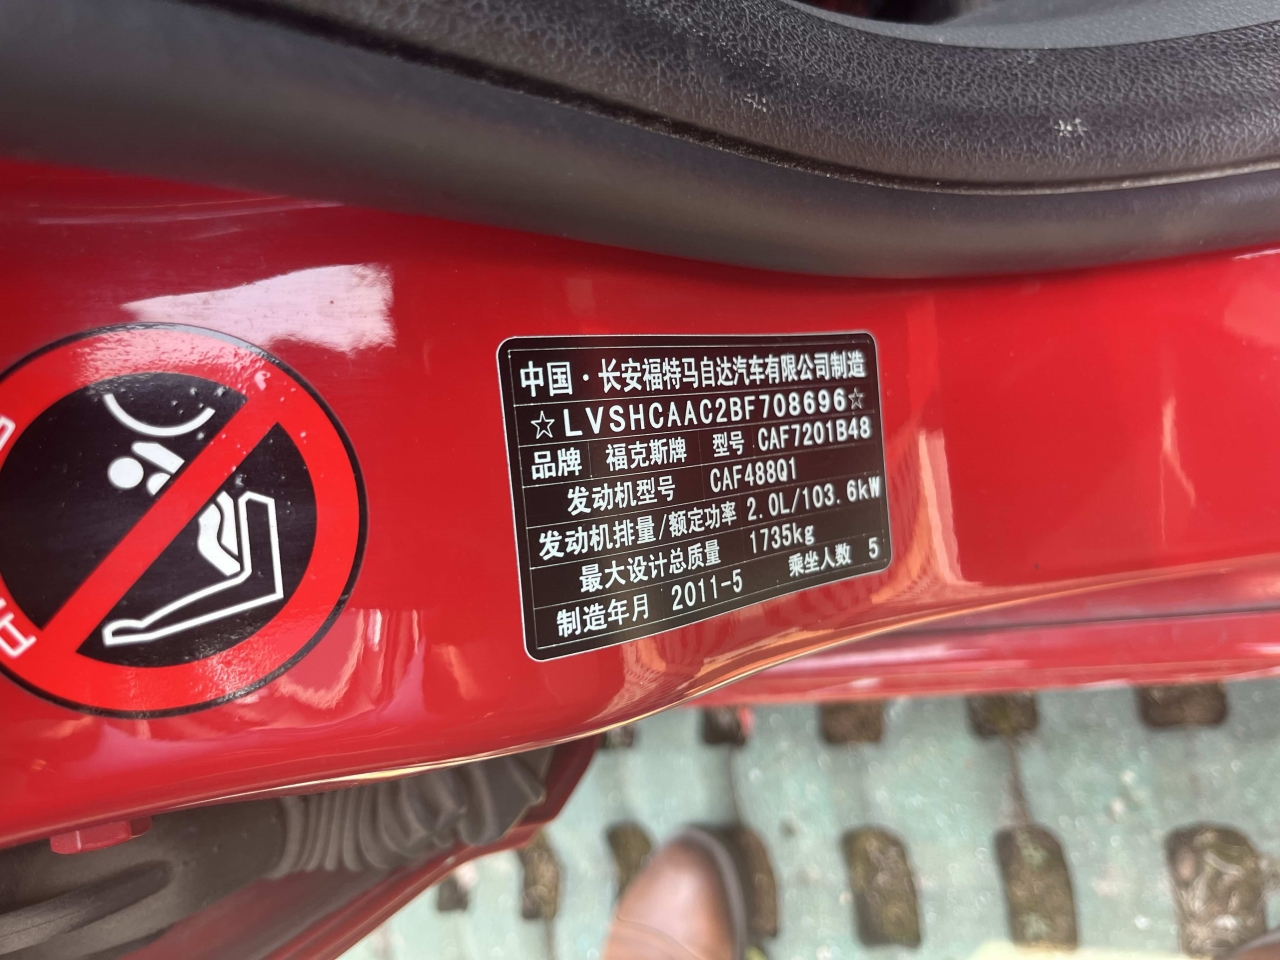 中国·长安福特马自达汽车有限公司制造
☆LVSHCAAC2BF708696☆
品牌 福克斯牌 型号 CAF7201B48
发动机型号 CAF488Q1
发动机排量/额定功率 2.0L/103.6kW
最大设计总质量 1735kg
制造年月 2011-5 乘坐人数 5